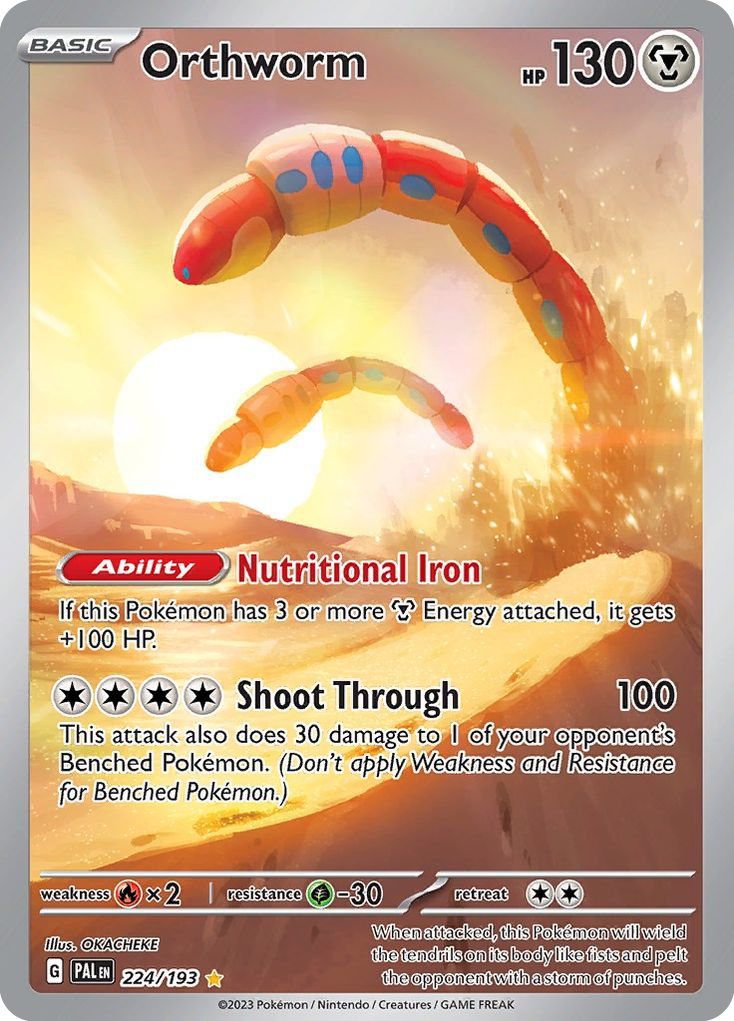 BASIC
Orthworm
HP 130
Ability Nutritional Iron
If this Pokémon has 3 or more Energy attached, it gets
+100 HP.
Shoot Through 100
This attack also does 30 damage to 1 of your opponent's
Benched Pokémon. (Don't apply Weakness and Resistance
for Benched Pokémon.)
weakness ×2 resistance -30 retreat
Illus. OKACHEKE
When attacked, this Pokémon will wield
the tendrils on its body like fists and pelt
the opponent with a storm of punches.
G PAL EN 224/193
©2023 Pokémon / Nintendo / Creatures / GAME FREAK